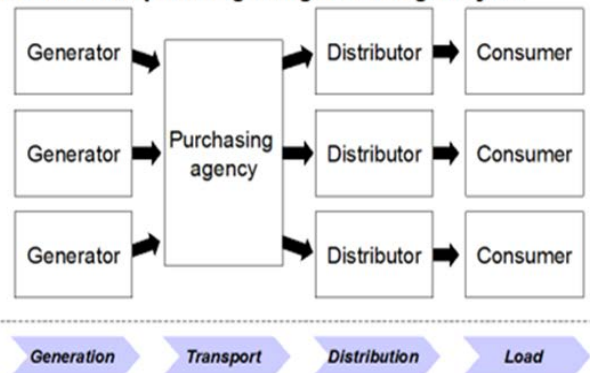 Generator
Distributor
Consumer
Generator
Purchasing
agency
Distributor
Consumer
Generator
Distributor
Consumer
Generation
Transport
Distribution
Load